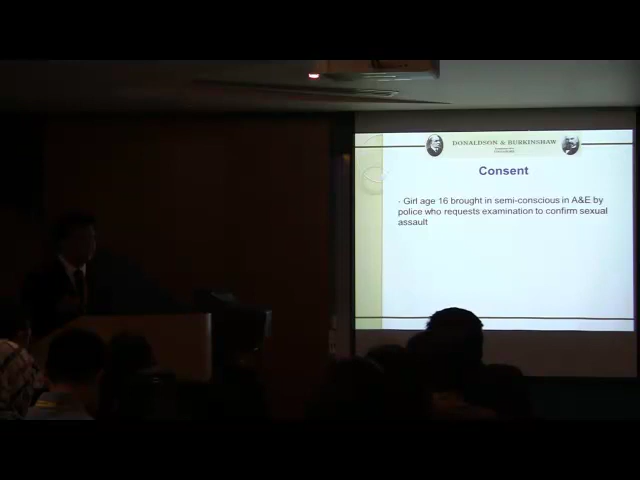 DONALDSON & BURKINSHAW
Consent
· Girl age 16 brought in semi-conscious in A&E by
police who requests examination to confirm sexual
assault